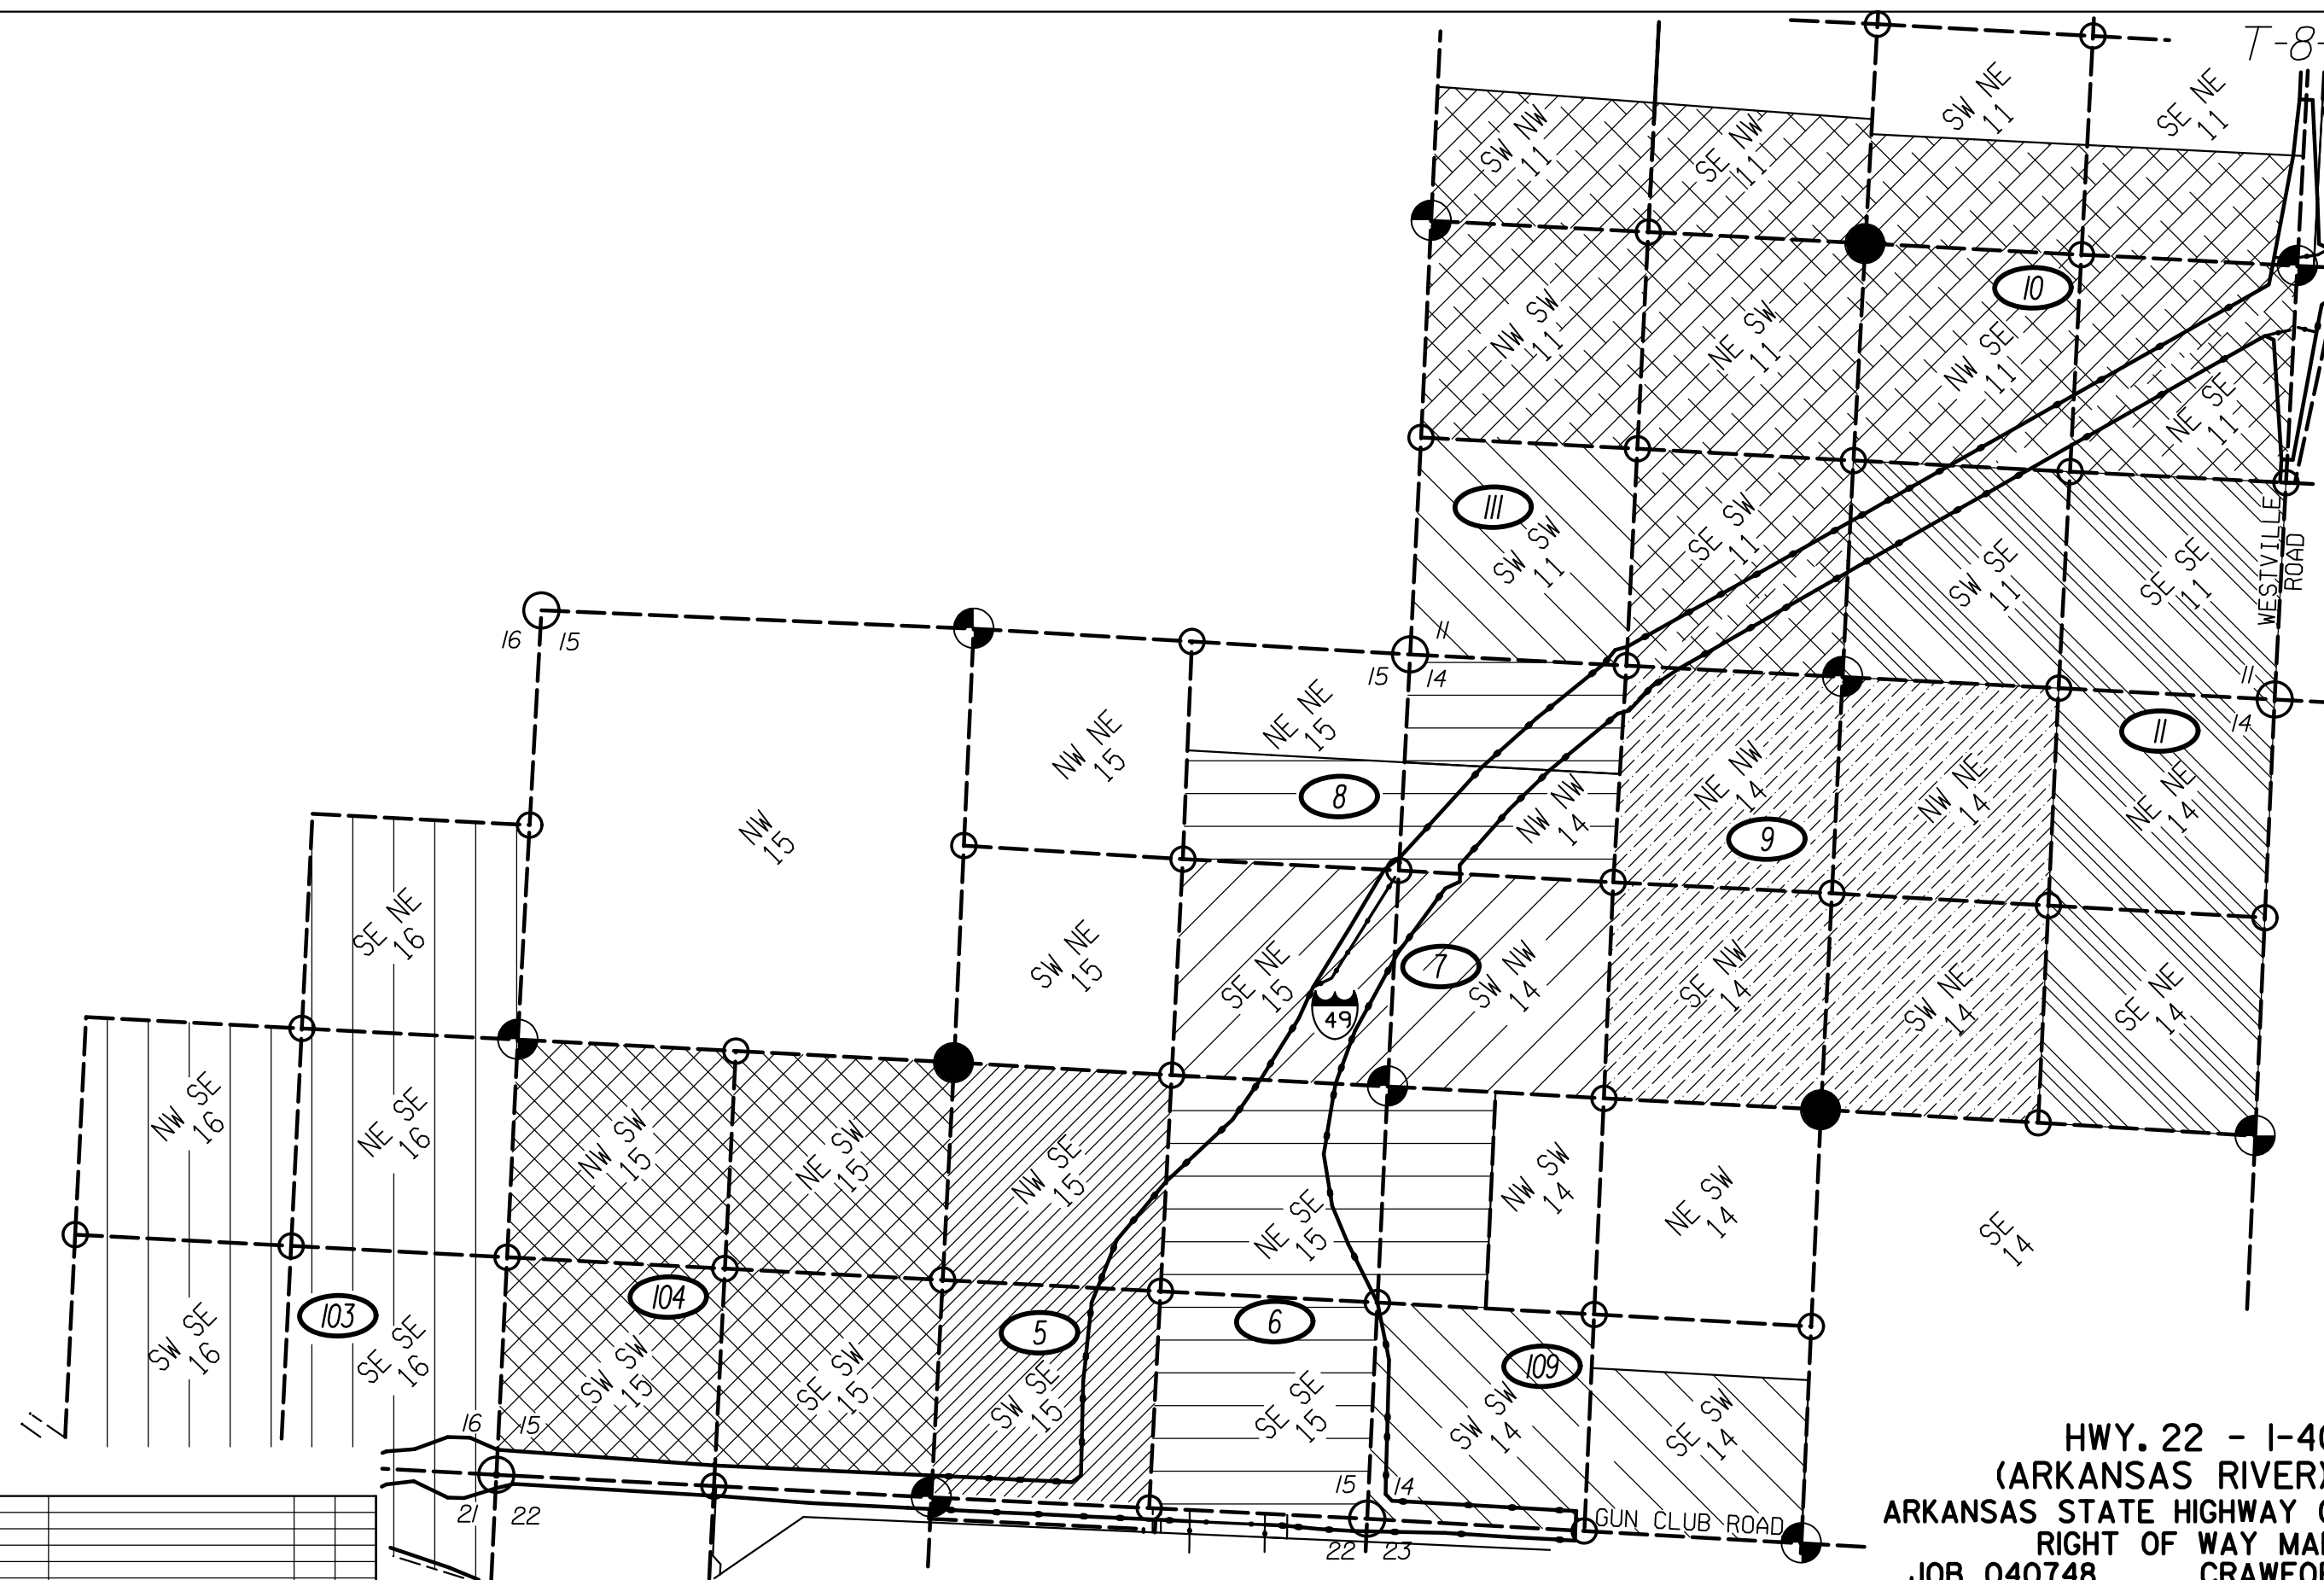 T-8-
SW NE
11
SE NE
11
SW NW
11
SE NW
11
10
NW SW
11
NE SW
11
NW SE
11
NE SE
11
111
SW SW
11
SE SW
11
SW SE
11
SE SE
11
WESTVILLE
ROAD
16 15
11
15 14
11
14
NW
15
NW NE
15
NE NE
15
8
NW NW
14
NE NW
14
9
NW NE
14
11
NE NE
14
SE NE
16
SW NE
15
SE NE
15
49
7
SW NW
14
SE NW
14
SW NE
14
SE NE
14
NW SE
16
NE SE
16
NW SW
15
NE SW
15
NW SE
15
NE SE
15
NW SW
14
NE SW
14
SE
14
SW SE
16
103
SE SE
16
104
SW SW
15
SE SW
15
5
SW SE
15
6
SE SE
15
109
SW SW
14
SE SW
14
16 15
21 22
15 14
22 23
GUN CLUB ROAD
HWY. 22 - I-40
(ARKANSAS RIVER)
ARKANSAS STATE HIGHWAY
RIGHT OF WAY
JOB 040748